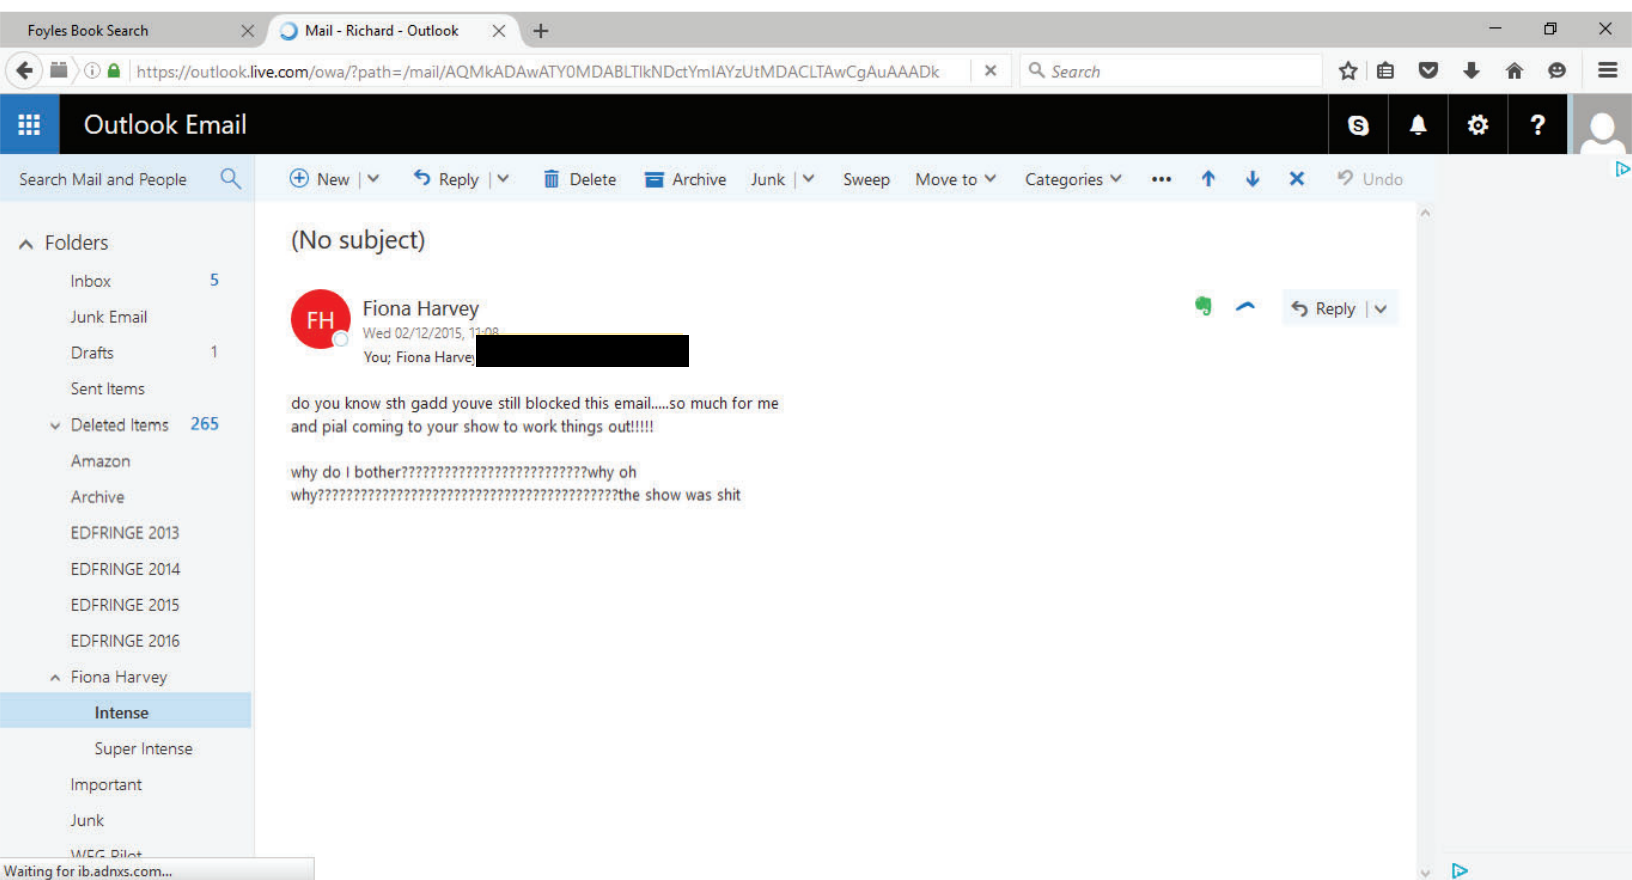 Foyles Book Search
Mail - Richard - Outlook
https://outlook.live.com/owa/?path=/mail/AQMkADAwATY0MDABLTlkNDctYmIAYzUtMDACLTAwCgAuAAADk
Search
Outlook Email
Search Mail and People
New | Reply | Delete Archive Junk | Sweep Move to Categories ••• Undo
Folders
Inbox 5
Junk Email
Drafts 1
Sent Items
Deleted Items 265
Amazon
Archive
EDFRINGE 2013
EDFRINGE 2014
EDFRINGE 2015
EDFRINGE 2016
Fiona Harvey
Intense
Super Intense
Important
Junk
WFG Pilot
Waiting for ib.adnxs.com...
(No subject)
FH
Fiona Harvey
Wed 02/12/2015, 11:08
You; Fiona Harvey
Reply |
do you know sth gadd youve still blocked this email.....so much for me
and pial coming to your show to work things out!!!!!
why do I bother??????????????????????????why oh
why??????????????????????????????????????????the show was shit